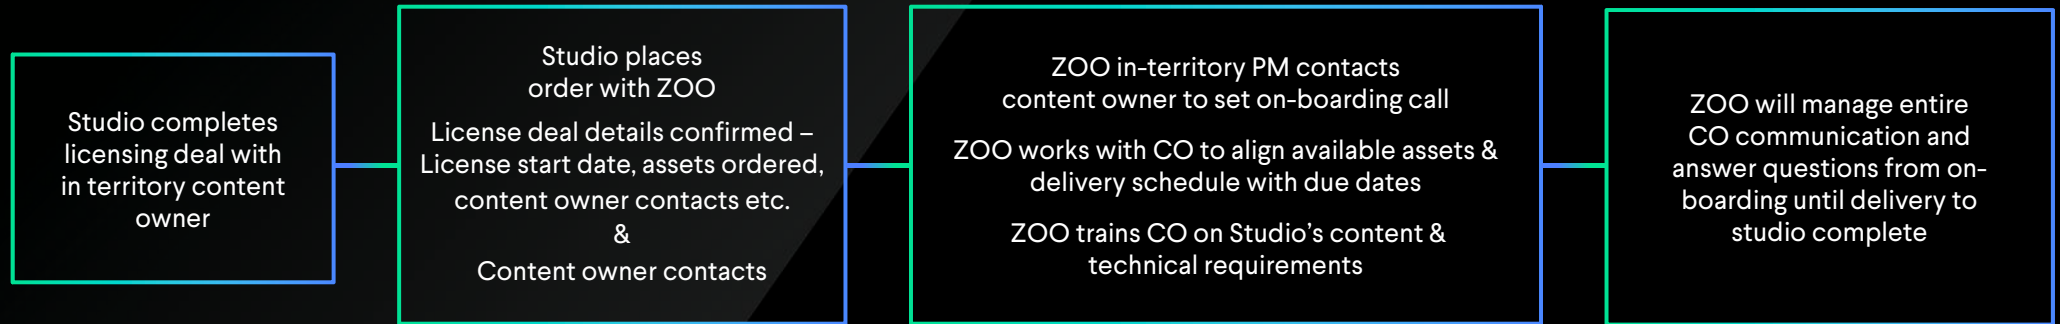 Studio completes
licensing deal with
in territory content
owner
Studio places
order with ZOO
License deal details confirmed –
License start date, assets ordered,
content owner contacts etc.
&
Content owner contacts
ZOO in-territory PM contacts
content owner to set on-boarding call
ZOO works with CO to align available assets &
delivery schedule with due dates
ZOO trains CO on Studio’s content &
technical requirements
ZOO will manage entire
CO communication and
answer questions from on-
boarding until delivery to
studio complete